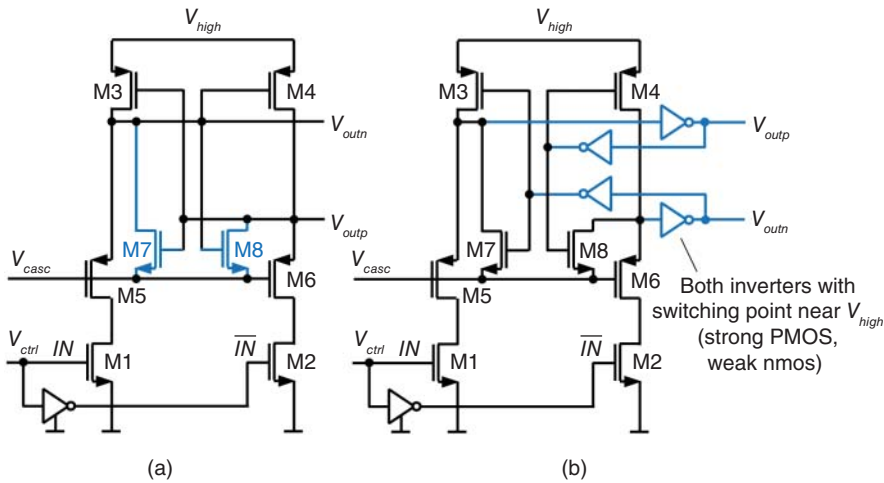 V_high
M3
M4
V_outn
V_outp
M7
M8
V_casc
M5
M6
V_ctrl
IN
I̅N̅
M1
M2
(a)
V_high
M3
M4
V_outp
V_outn
M7
M8
V_casc
M5
M6
Both inverters with
switching point near V_high
(strong PMOS,
weak nmos)
V_ctrl
IN
I̅N̅
M1
M2
(b)